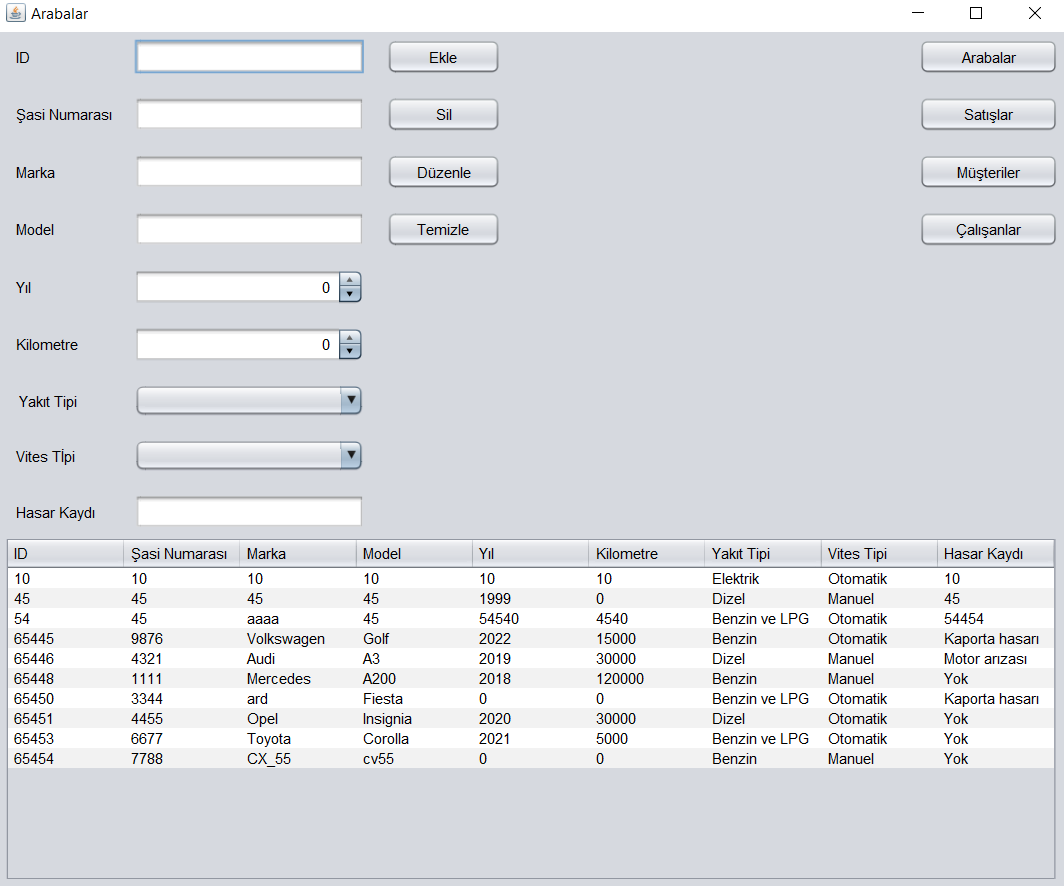 Arabalar
ID Ekle Arabalar
Şasi Numarası Sil Satışlar
Marka Düzenle Müşteriler
Model Temizle Çalışanlar
Yıl 0
Kilometre 0
Yakıt Tipi
Vites Tİpi
Hasar Kaydı
ID Şasi Numarası Marka Model Yıl Kilometre Yakıt Tipi Vites Tipi Hasar Kaydı
10 10 10 10 10 10 Elektrik Otomatik 10
45 45 45 45 1999 0 Dizel Manuel 45
54 45 aaaa 45 54540 4540 Benzin ve LPG Otomatik 54454
65445 9876 Volkswagen Golf 2022 15000 Benzin Otomatik Kaporta hasarı
65446 4321 Audi A3 2019 30000 Dizel Manuel Motor arızası
65448 1111 Mercedes A200 2018 120000 Benzin Manuel Yok
65450 3344 ard Fiesta 0 0 Benzin ve LPG Otomatik Kaporta hasarı
65451 4455 Opel Insignia 2020 30000 Dizel Otomatik Yok
65453 6677 Toyota Corolla 2021 5000 Benzin ve LPG Otomatik Yok
65454 7788 CX_55 cv55 0 0 Benzin Manuel Yok